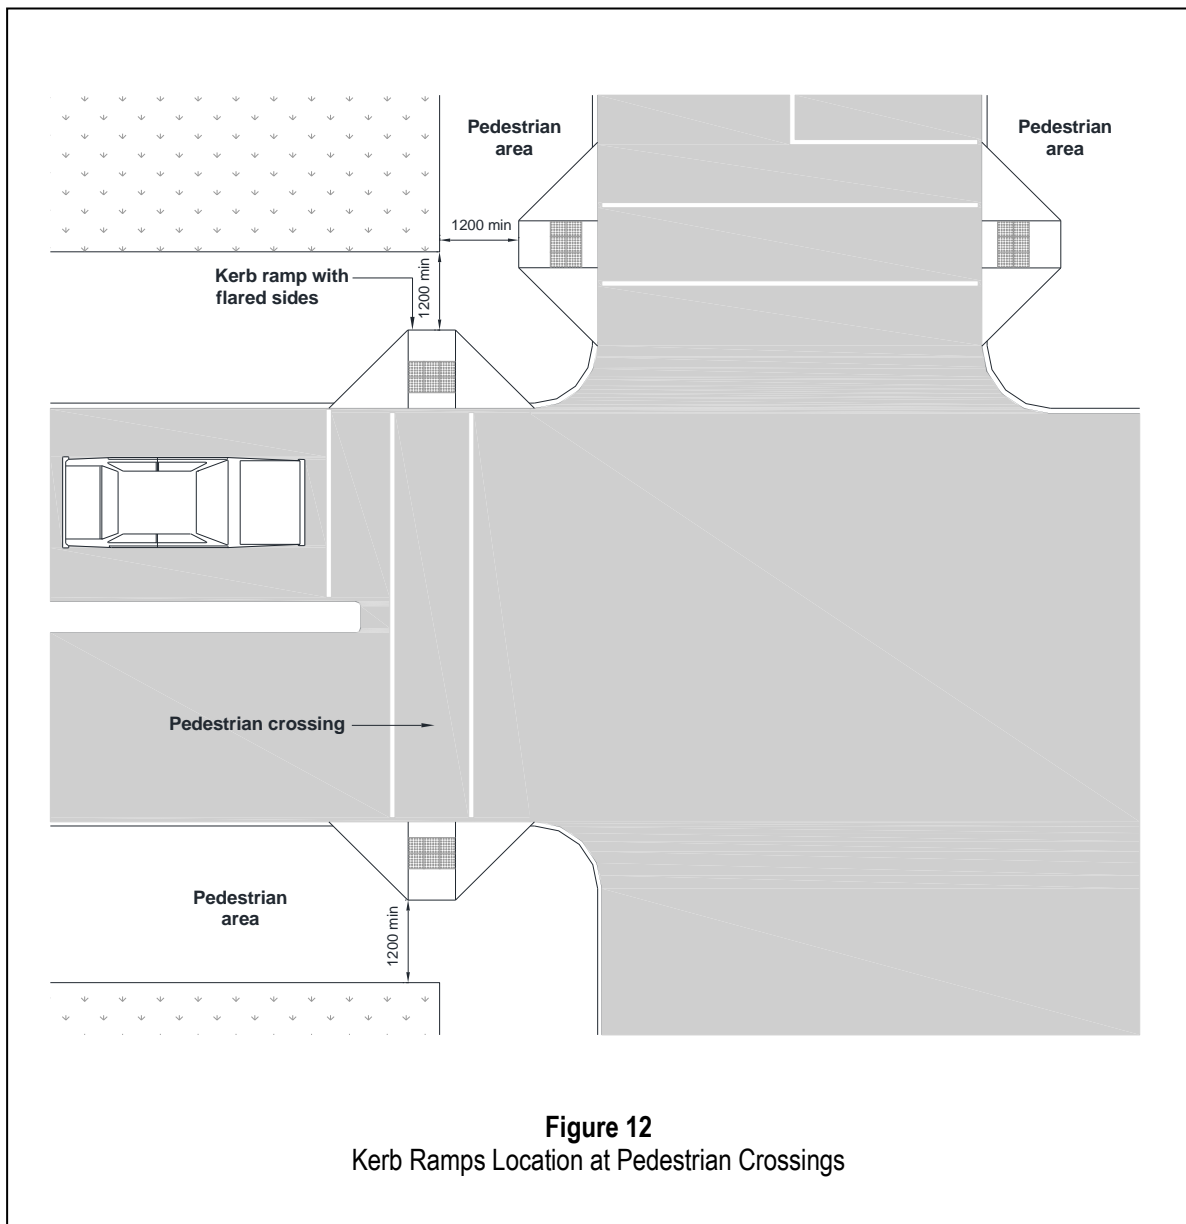 Pedestrian
area
Pedestrian
area
1200 min
Kerb ramp with
flared sides
1200 min
Pedestrian crossing
Pedestrian
area
1200 min
Figure 12
Kerb Ramps Location at Pedestrian Crossings